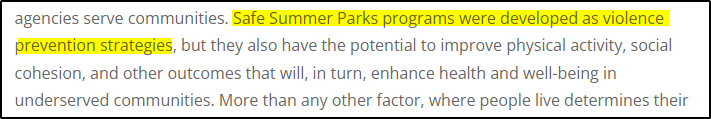 agencies serve communities. Safe Summer Parks programs were developed as violence
prevention strategies, but they also have the potential to improve physical activity, social
cohesion, and other outcomes that will, in turn, enhance health and well-being in
underserved communities. More than any other factor, where people live determines their